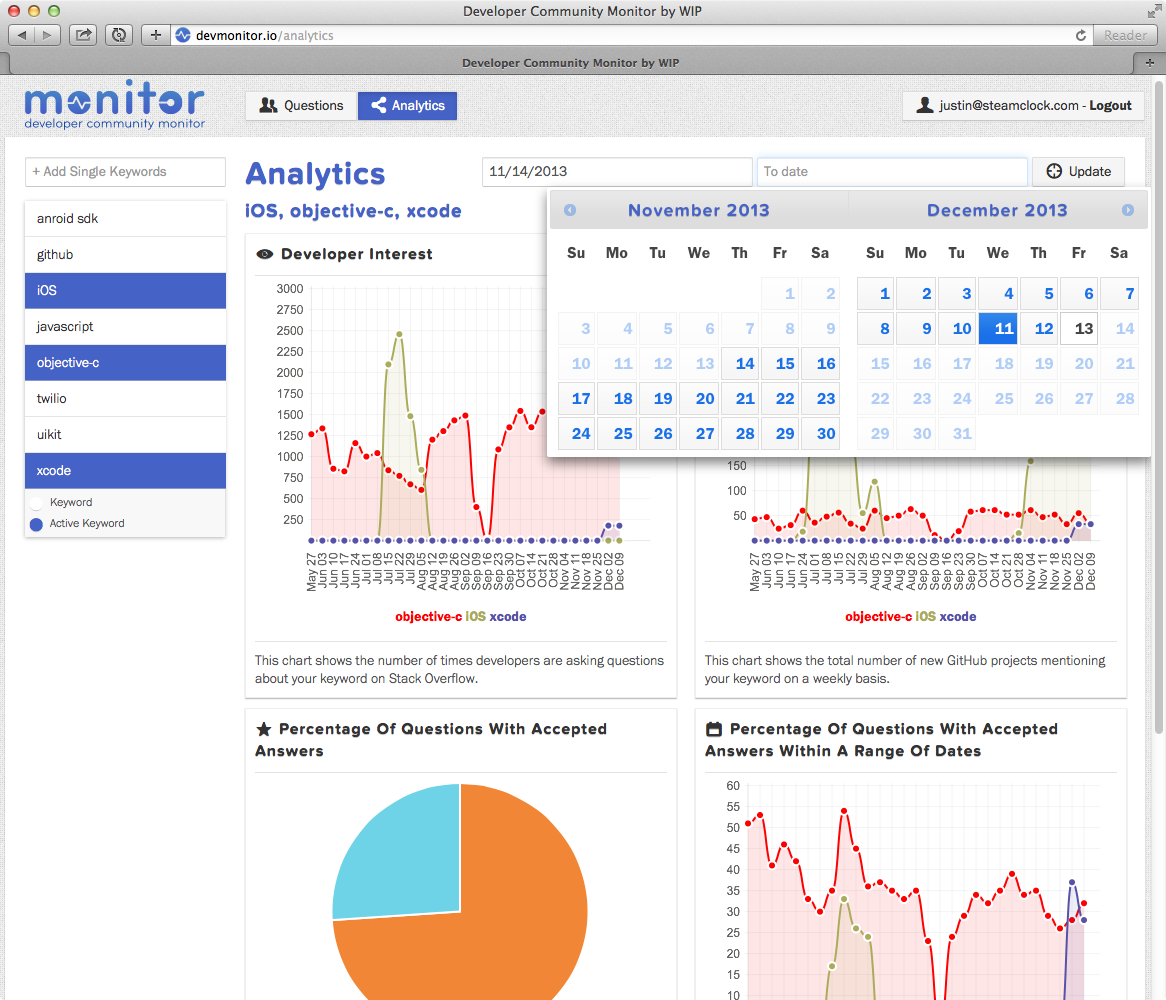 Developer Community Monitor by WIP
devmonitor.io/analytics
Reader
Developer Community Monitor by WIP
monitor
developer community monitor
Questions
Analytics
justin@steamclock.com - Logout
+ Add Single Keywords
anroid sdk
github
iOS
javascript
objective-c
twilio
uikit
xcode
Keyword
Active Keyword
Analytics
11/14/2013
To date
Update
iOS, objective-c, xcode
November 2013
Su Mo Tu We Th Fr Sa
1 2
3 4 5 6 7 8 9
10 11 12 13 14 15 16
17 18 19 20 21 22 23
24 25 26 27 28 29 30
December 2013
Su Mo Tu We Th Fr Sa
1 2 3 4 5 6 7
8 9 10 11 12 13 14
15 16 17 18 19 20 21
22 23 24 25 26 27 28
29 30 31
Developer Interest
3000
2750
2500
2250
2000
1750
1500
1250
1000
750
500
250
May 27 Jun 03 Jun 10 Jun 17 Jun 24 Jul 01 Jul 08 Jul 15 Jul 22 Jul 29 Aug 05 Aug 12 Aug 19 Aug 26 Sep 02 Sep 09 Sep 16 Sep 23 Sep 30 Oct 07 Oct 14 Oct 21 Oct 28 Nov 04 Nov 11 Nov 18 Nov 25 Dec 02 Dec 09
objective-c iOS xcode
This chart shows the number of times developers are asking questions
about your keyword on Stack Overflow.
150
100
50
May 27 Jun 03 Jun 10 Jun 17 Jun 24 Jul 01 Jul 08 Jul 15 Jul 22 Jul 29 Aug 05 Aug 12 Aug 19 Aug 26 Sep 02 Sep 09 Sep 16 Sep 23 Sep 30 Oct 07 Oct 14 Oct 21 Oct 28 Nov 04 Nov 11 Nov 18 Nov 25 Dec 02 Dec 09
objective-c iOS xcode
This chart shows the total number of new GitHub projects mentioning
your keyword on a weekly basis.
Percentage Of Questions With Accepted
Answers
Percentage Of Questions With Accepted
Answers Within A Range Of Dates
60
55
50
45
40
35
30
25
20
15
10